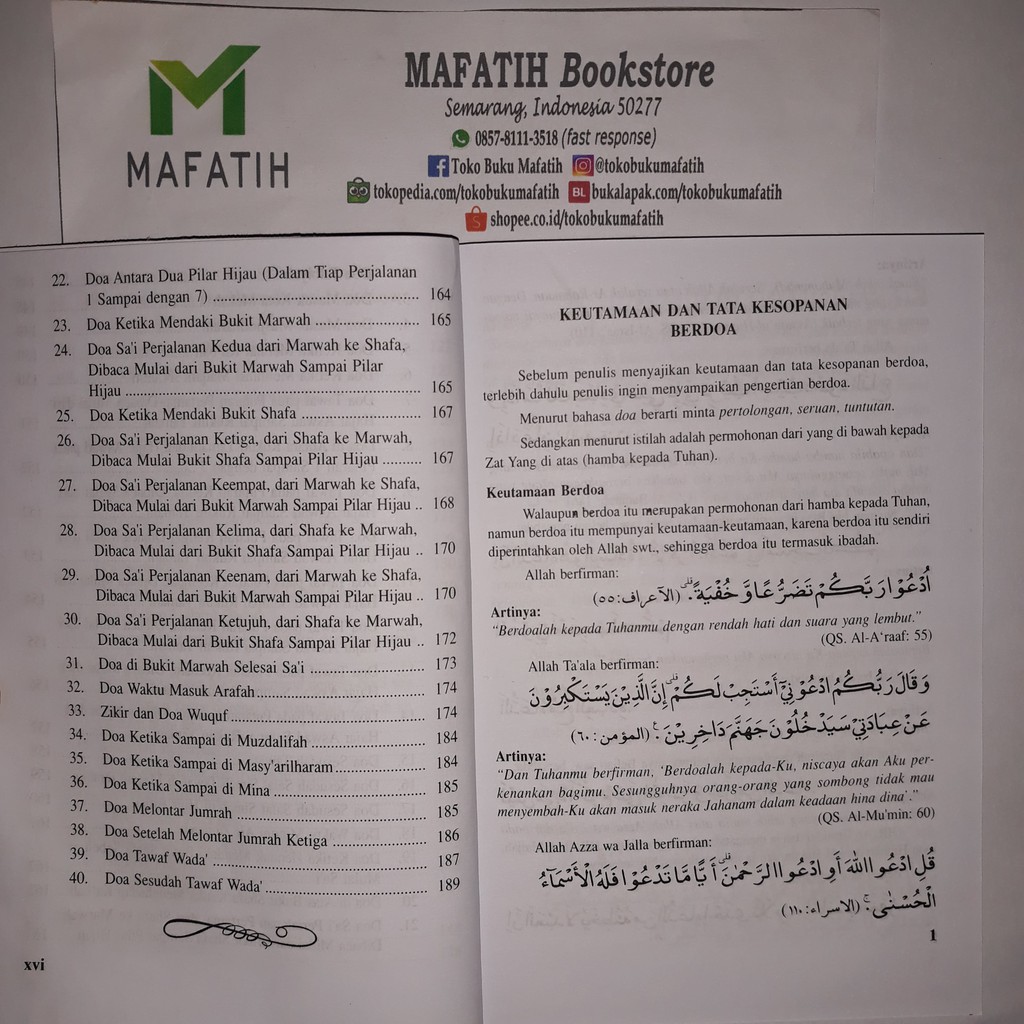 MAFATIH
MAFATIH Bookstore
Semarang, Indonesia 50277
0857-8111-3518 (fast response)
Toko Buku Mafatih @tokobukumafatih
tokopedia.com/tokobukumafatih BL bukalapak.com/tokobukumafatih
shopee.co.id/tokobukumafatih
22. Doa Antara Dua Pilar Hijau (Dalam Tiap Perjalanan
1 Sampai dengan 7) ............................................ 164
23. Doa Ketika Mendaki Bukit Marwah ......................... 165
24. Doa Sa'i Perjalanan Kedua dari Marwah ke Shafa,
Dibaca Mulai dari Bukit Marwah Sampai Pilar
Hijau ............................................................... 165
25. Doa Ketika Mendaki Bukit Shafa ............................. 167
26. Doa Sa'i Perjalanan Ketiga, dari Shafa ke Marwah,
Dibaca Mulai Bukit Shafa Sampai Pilar Hijau .......... 167
27. Doa Sa'i Perjalanan Keempat, dari Marwah ke Shafa,
Dibaca Mulai dari Bukit Marwah Sampai Pilar Hijau .. 168
28. Doa Sa'i Perjalanan Kelima, dari Shafa ke Marwah,
Dibaca Mulai dari Bukit Shafa Sampai Pilar Hijau .. 170
29. Doa Sa'i Perjalanan Keenam, dari Marwah ke Shafa,
Dibaca Mulai dari Bukit Marwah Sampai Pilar Hijau .. 170
30. Doa Sa'i Perjalanan Ketujuh, dari Shafa ke Marwah,
Dibaca Mulai dari Bukit Shafa Sampai Pilar Hijau .. 172
31. Doa di Bukit Marwah Selesai Sa'i ........................... 173
32. Doa Waktu Masuk Arafah.................................... 174
33. Zikir dan Doa Wuquf......................................... 174
34. Doa Ketika Sampai di Muzdalifah ......................... 184
35. Doa Ketika Sampai di Masy'arilharam................... 184
36. Doa Ketika Sampai di Mina ................................. 185
37. Doa Melontar Jumrah ......................................... 185
38. Doa Setelah Melontar Jumrah Ketiga ..................... 186
39. Doa Tawaf Wada' .............................................. 187
40. Doa Sesudah Tawaf Wada'................................... 189
xvi
KEUTAMAAN DAN TATA KESOPANAN
BERDOA
Sebelum penulis menyajikan keutamaan dan tata kesopanan berdoa,
terlebih dahulu penulis ingin menyampaikan pengertian berdoa.
Menurut bahasa doa berarti minta pertolongan, seruan, tuntutan.
Sedangkan menurut istilah adalah permohonan dari yang di bawah kepada
Zat Yang di atas (hamba kepada Tuhan).
Keutamaan Berdoa
Walaupun berdoa itu merupakan permohonan dari hamba kepada Tuhan,
namun berdoa itu mempunyai keutamaan-keutamaan, karena berdoa itu sendiri
diperintahkan oleh Allah swt., sehingga berdoa itu termasuk ibadah.
Allah berfirman:
اُدْعُوْا رَبَّكُمْ تَضَرُّعًا وَّخُفْيَةً ۗ (الأعراف: ٥٥)
Artinya:
"Berdoalah kepada Tuhanmu dengan rendah hati dan suara yang lembut."
(QS. Al-A'raaf: 55)
Allah Ta'ala berfirman:
وَقَالَ رَبُّكُمُ ادْعُوْنِيْٓ أَسْتَجِبْ لَكُمْ ۗ إِنَّ الَّذِيْنَ يَسْتَكْبِرُوْنَ
عَنْ عِبَادَتِيْ سَيَدْخُلُوْنَ جَهَنَّمَ دَاخِرِيْنَ ۚ (المؤمن: ٦٠)
Artinya:
"Dan Tuhanmu berfirman, 'Berdoalah kepada-Ku, niscaya akan Aku per-
kenankan bagimu. Sesungguhnya orang-orang yang sombong tidak mau
menyembah-Ku akan masuk neraka Jahanam dalam keadaan hina dina'."
(QS. Al-Mu'min: 60)
Allah Azza wa Jalla berfirman:
قُلِ ادْعُوا اللّٰهَ أَوِ ادْعُوا الرَّحْمٰنَ ۗ أَيًّا مَّا تَدْعُوْا فَلَهُ الْأَسْمَآءُ
الْحُسْنٰى ۚ (الاسراء: ١١٠)
1